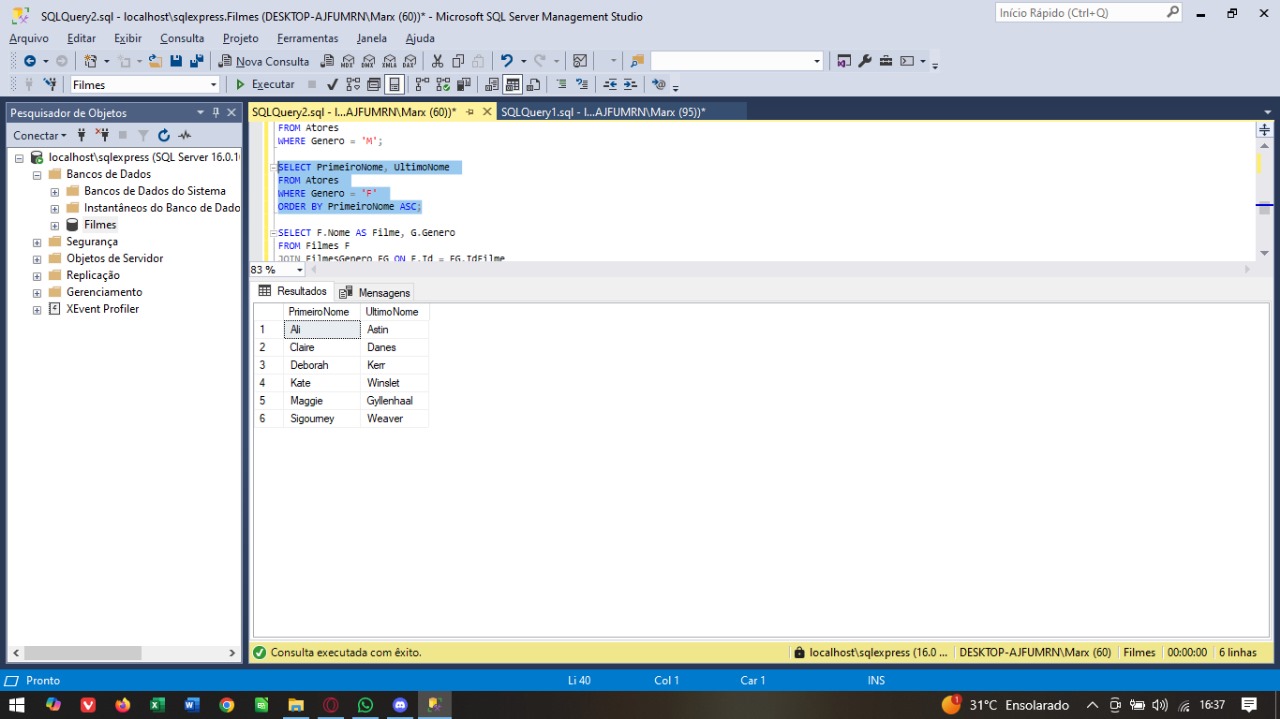 SQLQuery2.sql - localhost\sqlexpress.Filmes (DESKTOP-AJFUMRN\Marx (60))* - Microsoft SQL Server Management Studio
Início Rápido (Ctrl+Q)
Arquivo Editar Exibir Consulta Projeto Ferramentas Janela Ajuda
Nova Consulta
Filmes
Executar
Pesquisador de Objetos
SQLQuery2.sql - l...AJFUMRN\Marx (60))*
SQLQuery1.sql - l...AJFUMRN\Marx (95))*
Conectar
localhost\sqlexpress (SQL Server 16.0.1
Bancos de Dados
Bancos de Dados do Sistema
Instantâneos do Banco de Dado
Filmes
Segurança
Objetos de Servidor
Replicação
Gerenciamento
XEvent Profiler
FROM Atores
WHERE Genero = 'M';
SELECT PrimeiroNome, UltimoNome
FROM Atores
WHERE Genero = 'F'
ORDER BY PrimeiroNome ASC;
SELECT F.Nome AS Filme, G.Genero
FROM Filmes F
JOIN FilmesGenero FG ON F.Id = FG.IdFilme
83 %
Resultados Mensagens
PrimeiroNome UltimoNome
1 Ali Astin
2 Claire Danes
3 Deborah Kerr
4 Kate Winslet
5 Maggie Gyllenhaal
6 Sigourney Weaver
Consulta executada com êxito.
localhost\sqlexpress (16.0 ... DESKTOP-AJFUMRN\Marx (60) Filmes 00:00:00 6 linhas
Pronto Li 40 Col 1 Car 1 INS
1
31°C Ensolarado 16:37